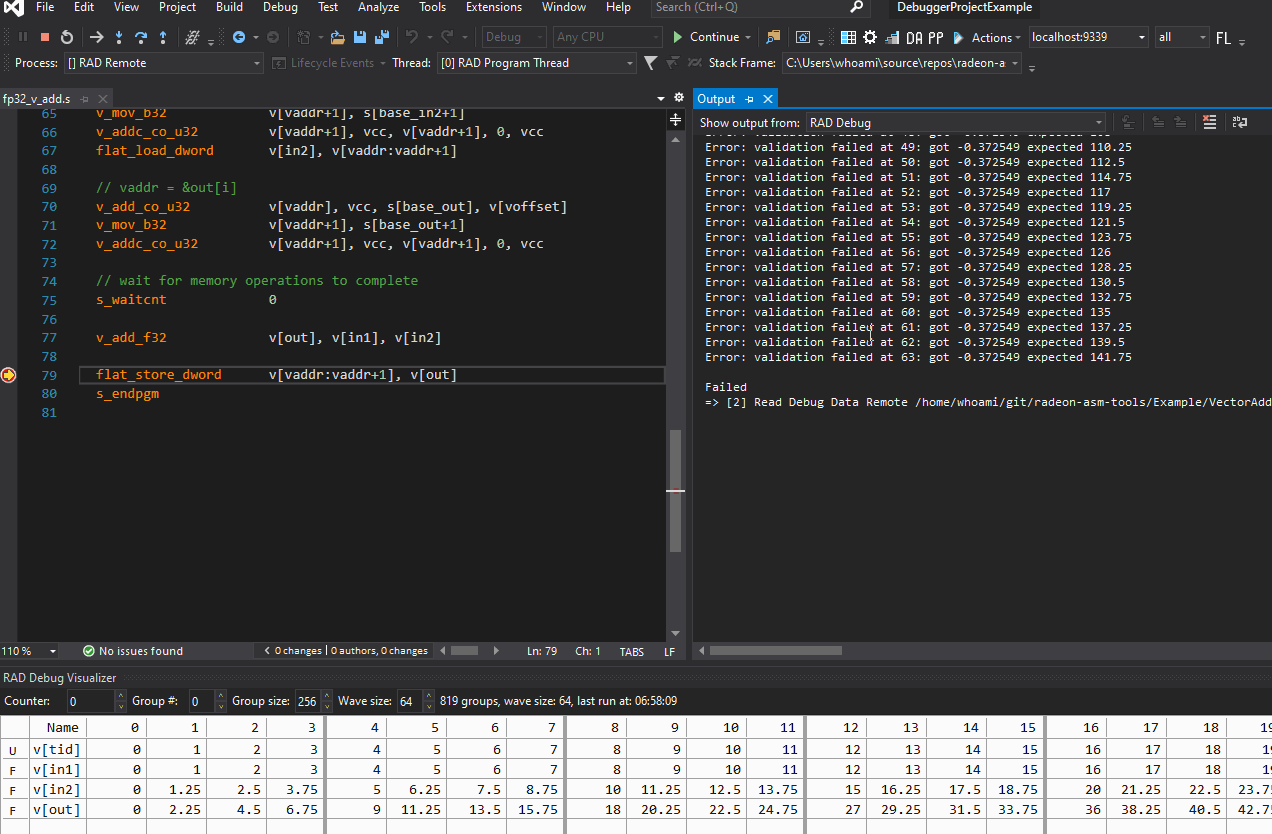 File Edit View Project Build Debug Test Analyze Tools Extensions Window Help Search (Ctrl+Q) DebuggerProjectExample
Debug Any CPU Continue DA PP Actions localhost:9339 all FL
Process: [] RAD Remote Lifecycle Events Thread: [0] RAD Program Thread Stack Frame: C:\Users\whoami\source\repos\radeon-a
fp32_v_add.s
65 v_mov_b32 v[vaddr+1], s[base_in2+1]
66 v_addc_co_u32 v[vaddr+1], vcc, v[vaddr+1], 0, vcc
67 flat_load_dword v[in2], v[vaddr:vaddr+1]
68
69 // vaddr = &out[i]
70 v_add_co_u32 v[vaddr], vcc, s[base_out], v[voffset]
71 v_mov_b32 v[vaddr+1], s[base_out+1]
72 v_addc_co_u32 v[vaddr+1], vcc, v[vaddr+1], 0, vcc
73
74 // wait for memory operations to complete
75 s_waitcnt 0
76
77 v_add_f32 v[out], v[in1], v[in2]
78
79 flat_store_dword v[vaddr:vaddr+1], v[out]
80 s_endpgm
81
110 % No issues found 0 changes | 0 authors, 0 changes Ln: 79 Ch: 1 TABS LF
Output
Show output from: RAD Debug
Error: validation failed at 49: got -0.372549 expected 110.25
Error: validation failed at 50: got -0.372549 expected 112.5
Error: validation failed at 51: got -0.372549 expected 114.75
Error: validation failed at 52: got -0.372549 expected 117
Error: validation failed at 53: got -0.372549 expected 119.25
Error: validation failed at 54: got -0.372549 expected 121.5
Error: validation failed at 55: got -0.372549 expected 123.75
Error: validation failed at 56: got -0.372549 expected 126
Error: validation failed at 57: got -0.372549 expected 128.25
Error: validation failed at 58: got -0.372549 expected 130.5
Error: validation failed at 59: got -0.372549 expected 132.75
Error: validation failed at 60: got -0.372549 expected 135
Error: validation failed at 61: got -0.372549 expected 137.25
Error: validation failed at 62: got -0.372549 expected 139.5
Error: validation failed at 63: got -0.372549 expected 141.75
Failed
=> [2] Read Debug Data Remote /home/whoami/git/radeon-asm-tools/Example/VectorAdd
RAD Debug Visualizer
Counter: 0 Group #: 0 Group size: 256 Wave size: 64 819 groups, wave size: 64, last run at: 06:58:09
Name 0 1 2 3 4 5 6 7 8 9 10 11 12 13 14 15 16 17 18 19
U v[tid] 0 1 2 3 4 5 6 7 8 9 10 11 12 13 14 15 16 17 18
F v[in1] 0 1 2 3 4 5 6 7 8 9 10 11 12 13 14 15 16 17 18
F v[in2] 0 1.25 2.5 3.75 5 6.25 7.5 8.75 10 11.25 12.5 13.75 15 16.25 17.5 18.75 20 21.25 22.5 23.7
F v[out] 0 2.25 4.5 6.75 9 11.25 13.5 15.75 18 20.25 22.5 24.75 27 29.25 31.5 33.75 36 38.25 40.5 42.7